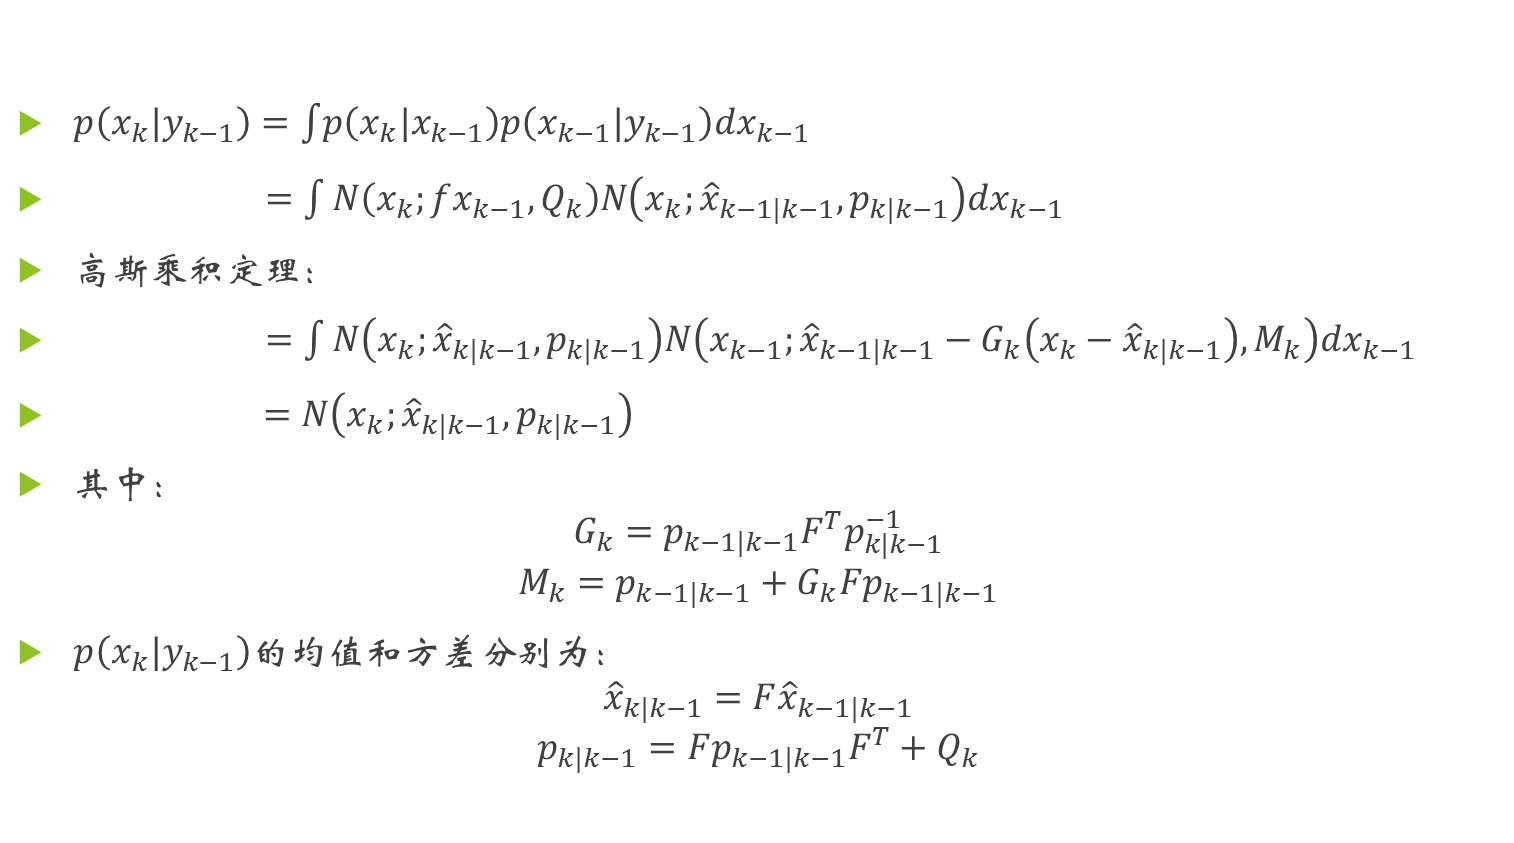 p(x_k|y_{k−1}) = ∫p(x_k|x_{k−1})p(x_{k−1}|y_{k−1})dx_{k−1}
= ∫ N(x_k; fx_{k−1}, Q_k)N(x_k; x̂_{k−1|k−1}, p_{k|k−1})dx_{k−1}
高斯乘积定理:
= ∫ N(x_k; x̂_{k|k−1}, p_{k|k−1})N(x_{k−1}; x̂_{k−1|k−1} − G_k(x_k − x̂_{k|k−1}), M_k)dx_{k−1}
= N(x_k; x̂_{k|k−1}, p_{k|k−1})
其中:
G_k = p_{k−1|k−1}F^T p_{k|k−1}^{−1}
M_k = p_{k−1|k−1} + G_kFp_{k−1|k−1}
p(x_k|y_{k−1})的均值和方差分别为:
x̂_{k|k−1} = Fx̂_{k−1|k−1}
p_{k|k−1} = Fp_{k−1|k−1}F^T + Q_k